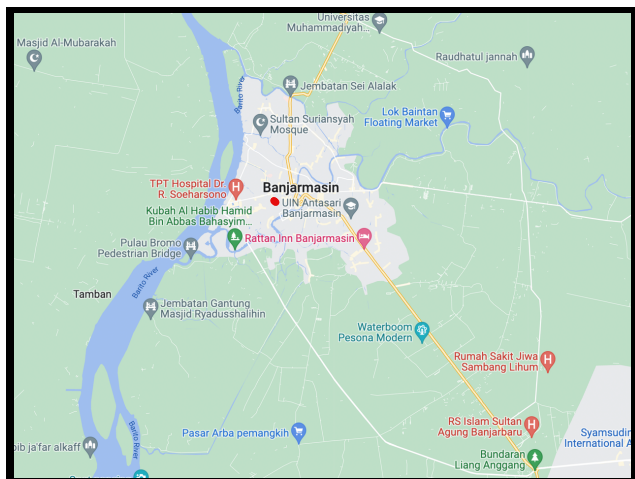 Universitas
Muhammadiyah...
Masjid Al-Mubarakah
Raudhatul jannah
Barito River
Jembatan Sei Alalak
Lok Baintan
Floating Market
Sultan Suriansyah
Mosque
TPT Hospital Dr.
R. Soeharsono
Banjarmasin
UIN Antasari
Banjarmasin
Kubah Al Habib Hamid
Bin Abbas Bahasyim...
Rattan Inn Banjarmasin
Pulau Bromo
Pedestrian Bridge
Barito River
Tamban
Jembatan Gantung
Masjid Ryadusshalihin
Waterboom
Pesona Modern
Rumah Sakit Jiwa
Sambang Lihum
RS Islam Sultan
Agung Banjarbaru
Pasar Arba pemangkih
Barito River
Syamsudin
International A
bib ja'far alkaff
Bundaran
Liang Anggang